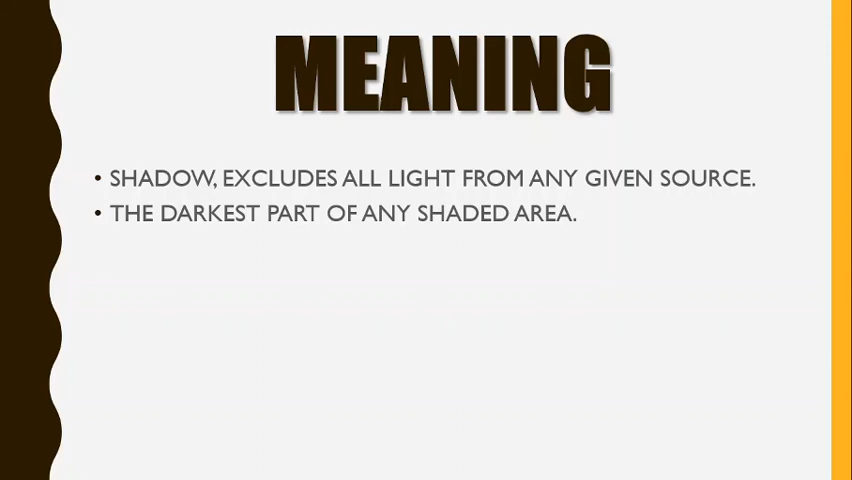 MEANING
• SHADOW, EXCLUDES ALL LIGHT FROM ANY GIVEN SOURCE.
• THE DARKEST PART OF ANY SHADED AREA.